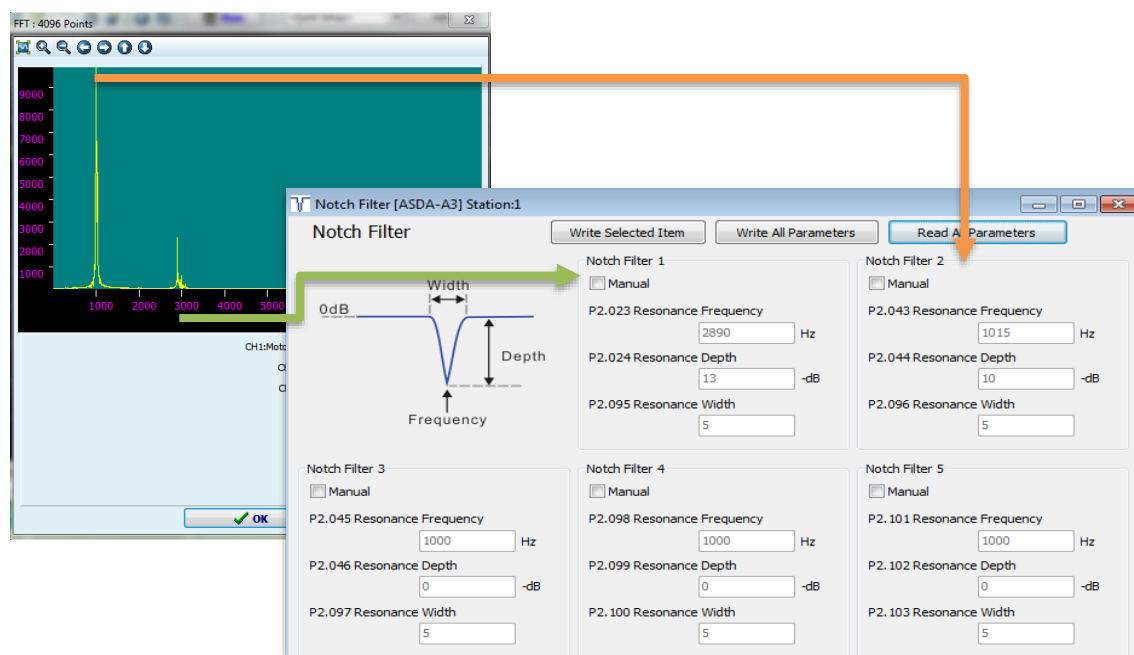 FFT : 4096 Points
9000
8000
7000
6000
5000
4000
3000
2000
1000
1000 2000 3000 4000 5000
OK
Notch Filter [ASDA-A3] Station:1
Notch Filter
Write Selected Item
Write All Parameters
Read All Parameters
Width
0dB
Depth
Frequency
Notch Filter 1
Manual
P2.023 Resonance Frequency
2890 Hz
P2.024 Resonance Depth
13 -dB
P2.095 Resonance Width
5
Notch Filter 2
Manual
P2.043 Resonance Frequency
1015 Hz
P2.044 Resonance Depth
10 -dB
P2.096 Resonance Width
5
Notch Filter 3
Manual
P2.045 Resonance Frequency
1000 Hz
P2.046 Resonance Depth
0 -dB
P2.097 Resonance Width
5
Notch Filter 4
Manual
P2.098 Resonance Frequency
1000 Hz
P2.099 Resonance Depth
0 -dB
P2.100 Resonance Width
5
Notch Filter 5
Manual
P2.101 Resonance Frequency
1000 Hz
P2.102 Resonance Depth
0 -dB
P2.103 Resonance Width
5